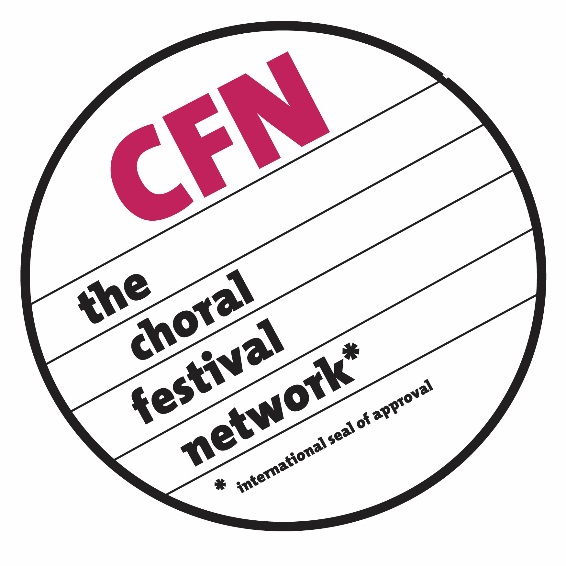 CFN
the
choral
festival
network*
* international seal of approval